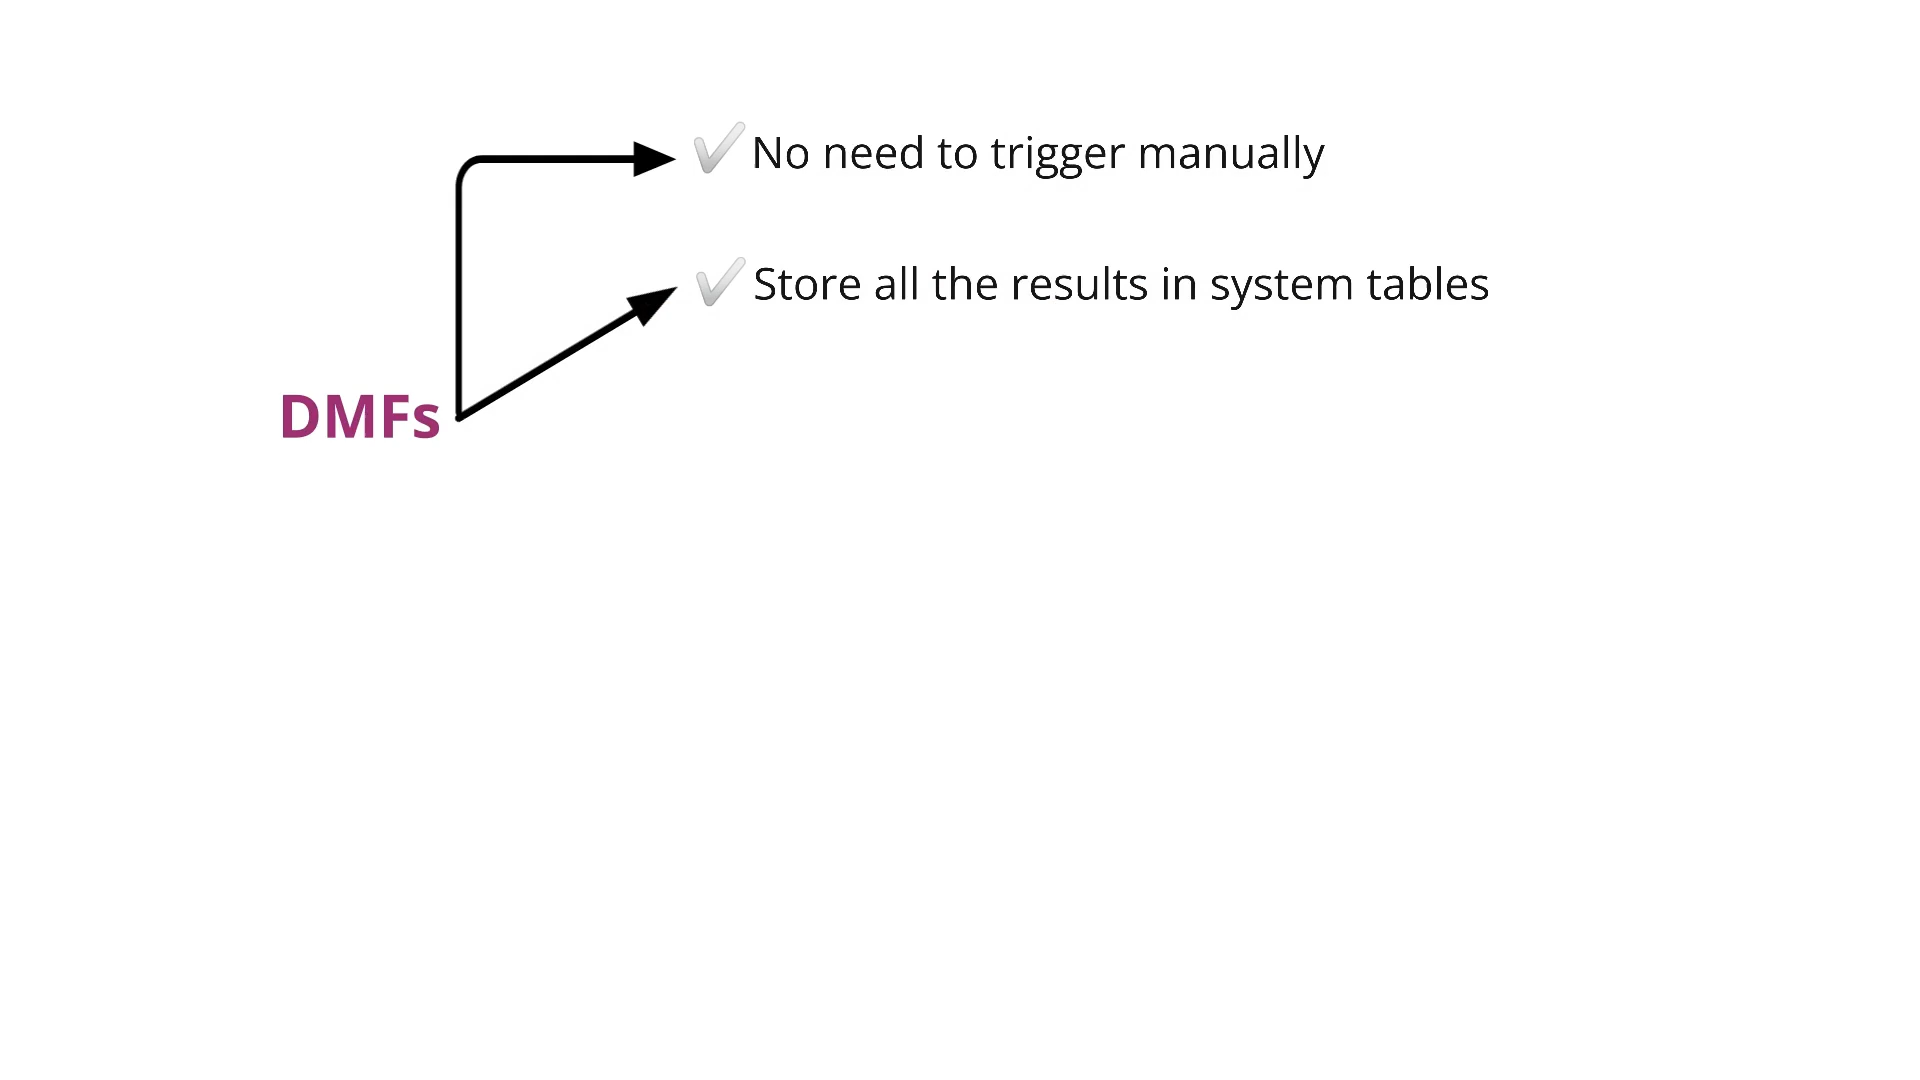 ✔ No need to trigger manually
✔ Store all the results in system tables
DMFs